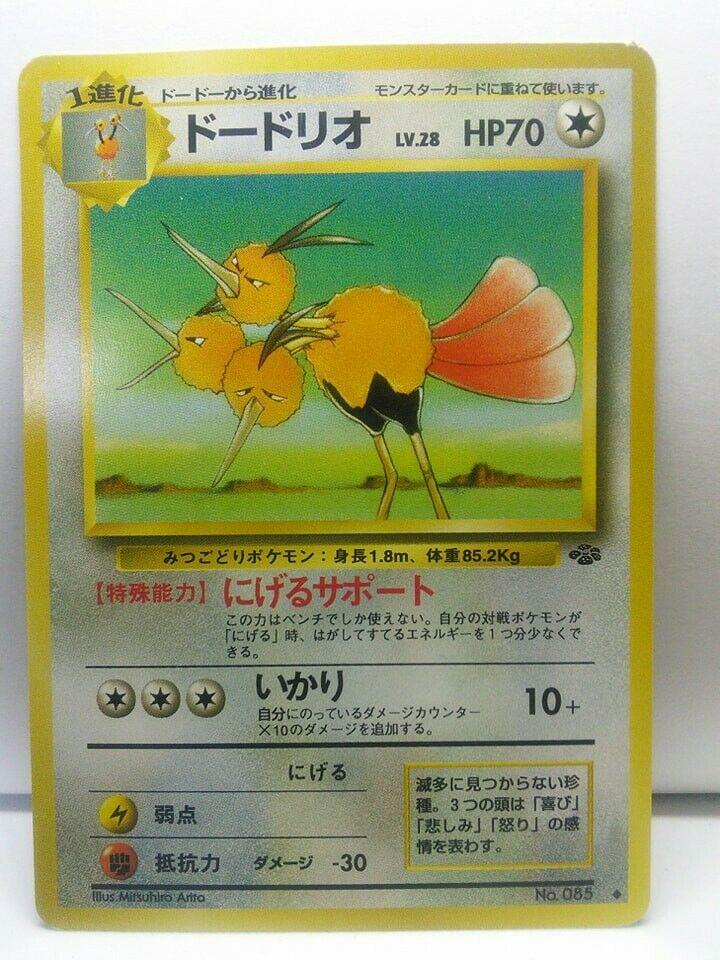 1進化 ドードーから進化 モンスターカードに重ねて使います。
ドードリオ LV.28 HP70
みつごどりポケモン：身長1.8m、体重85.2Kg
【特殊能力】にげるサポート
この力はベンチでしか使えない。自分の対戦ポケモンが
「にげる」時、はがしてすてるエネルギーを1つ分少なくで
きる。
いかり 10+
自分にのっているダメージカウンター
×10のダメージを追加する。
にげる
弱点
抵抗力 ダメージ -30
滅多に見つからない珍
種。3つの頭は「喜び」
「悲しみ」「怒り」の感
情を表わす。
Illus.Mitsuhiro Arita No. 085